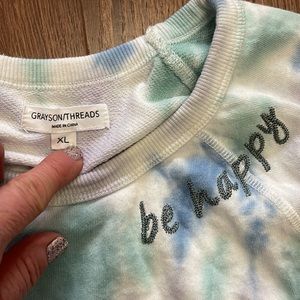 GRAYSON/THREADS
MADE IN CHINA
XL
be happy